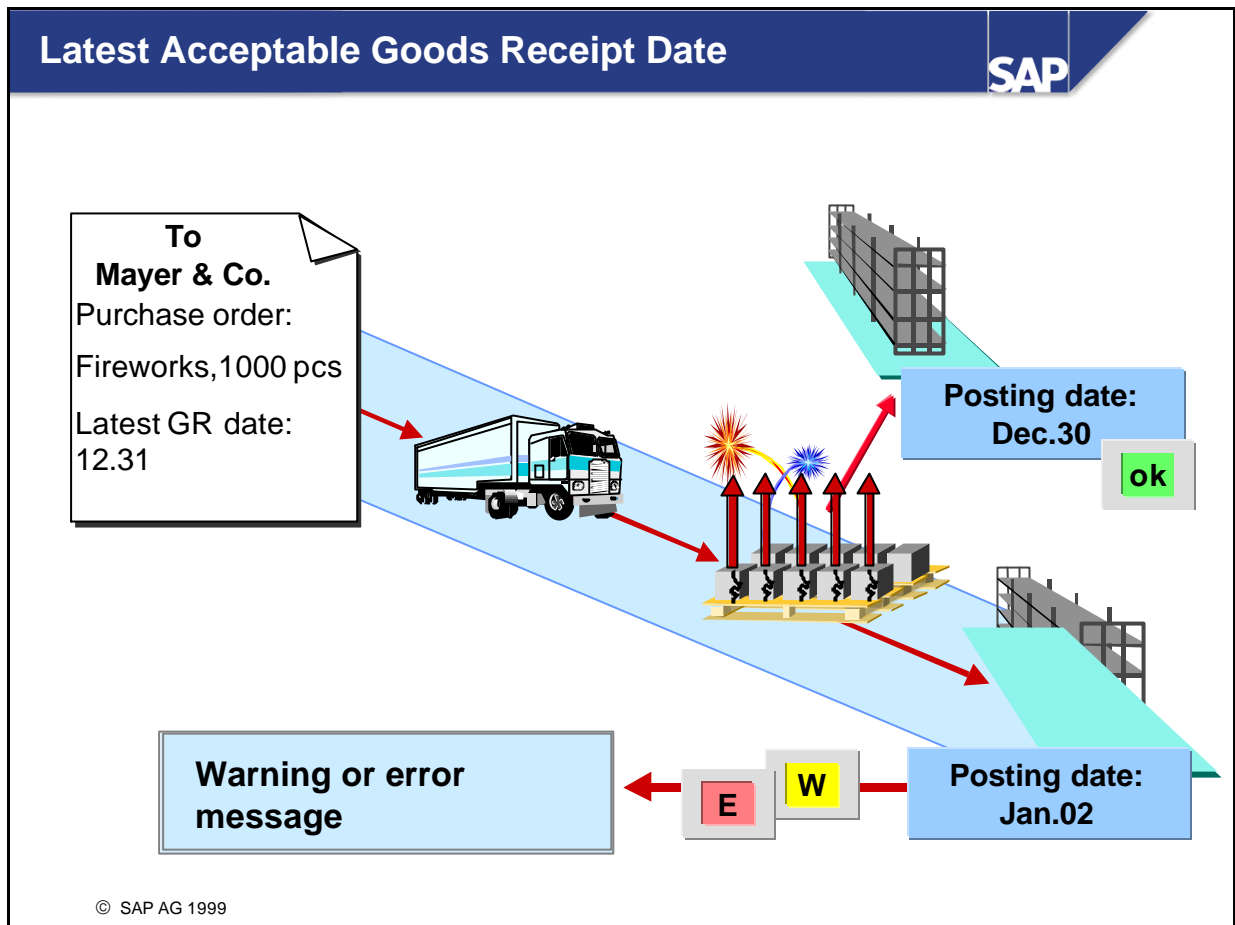 Latest Acceptable Goods Receipt Date
SAP
To
Mayer & Co.
Purchase order:
Fireworks,1000 pcs
Latest GR date:
12.31
Posting date:
Dec.30
ok
Warning or error
message
E
W
Posting date:
Jan.02
© SAP AG 1999